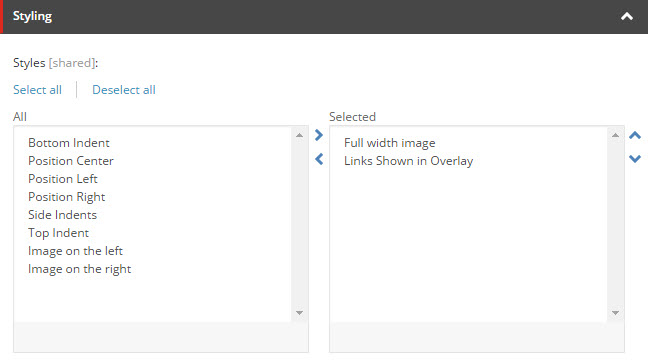 Styling
Styles [shared]:
Select all
Deselect all
All
Bottom Indent
Position Center
Position Left
Position Right
Side Indents
Top Indent
Image on the left
Image on the right
Selected
Full width image
Links Shown in Overlay